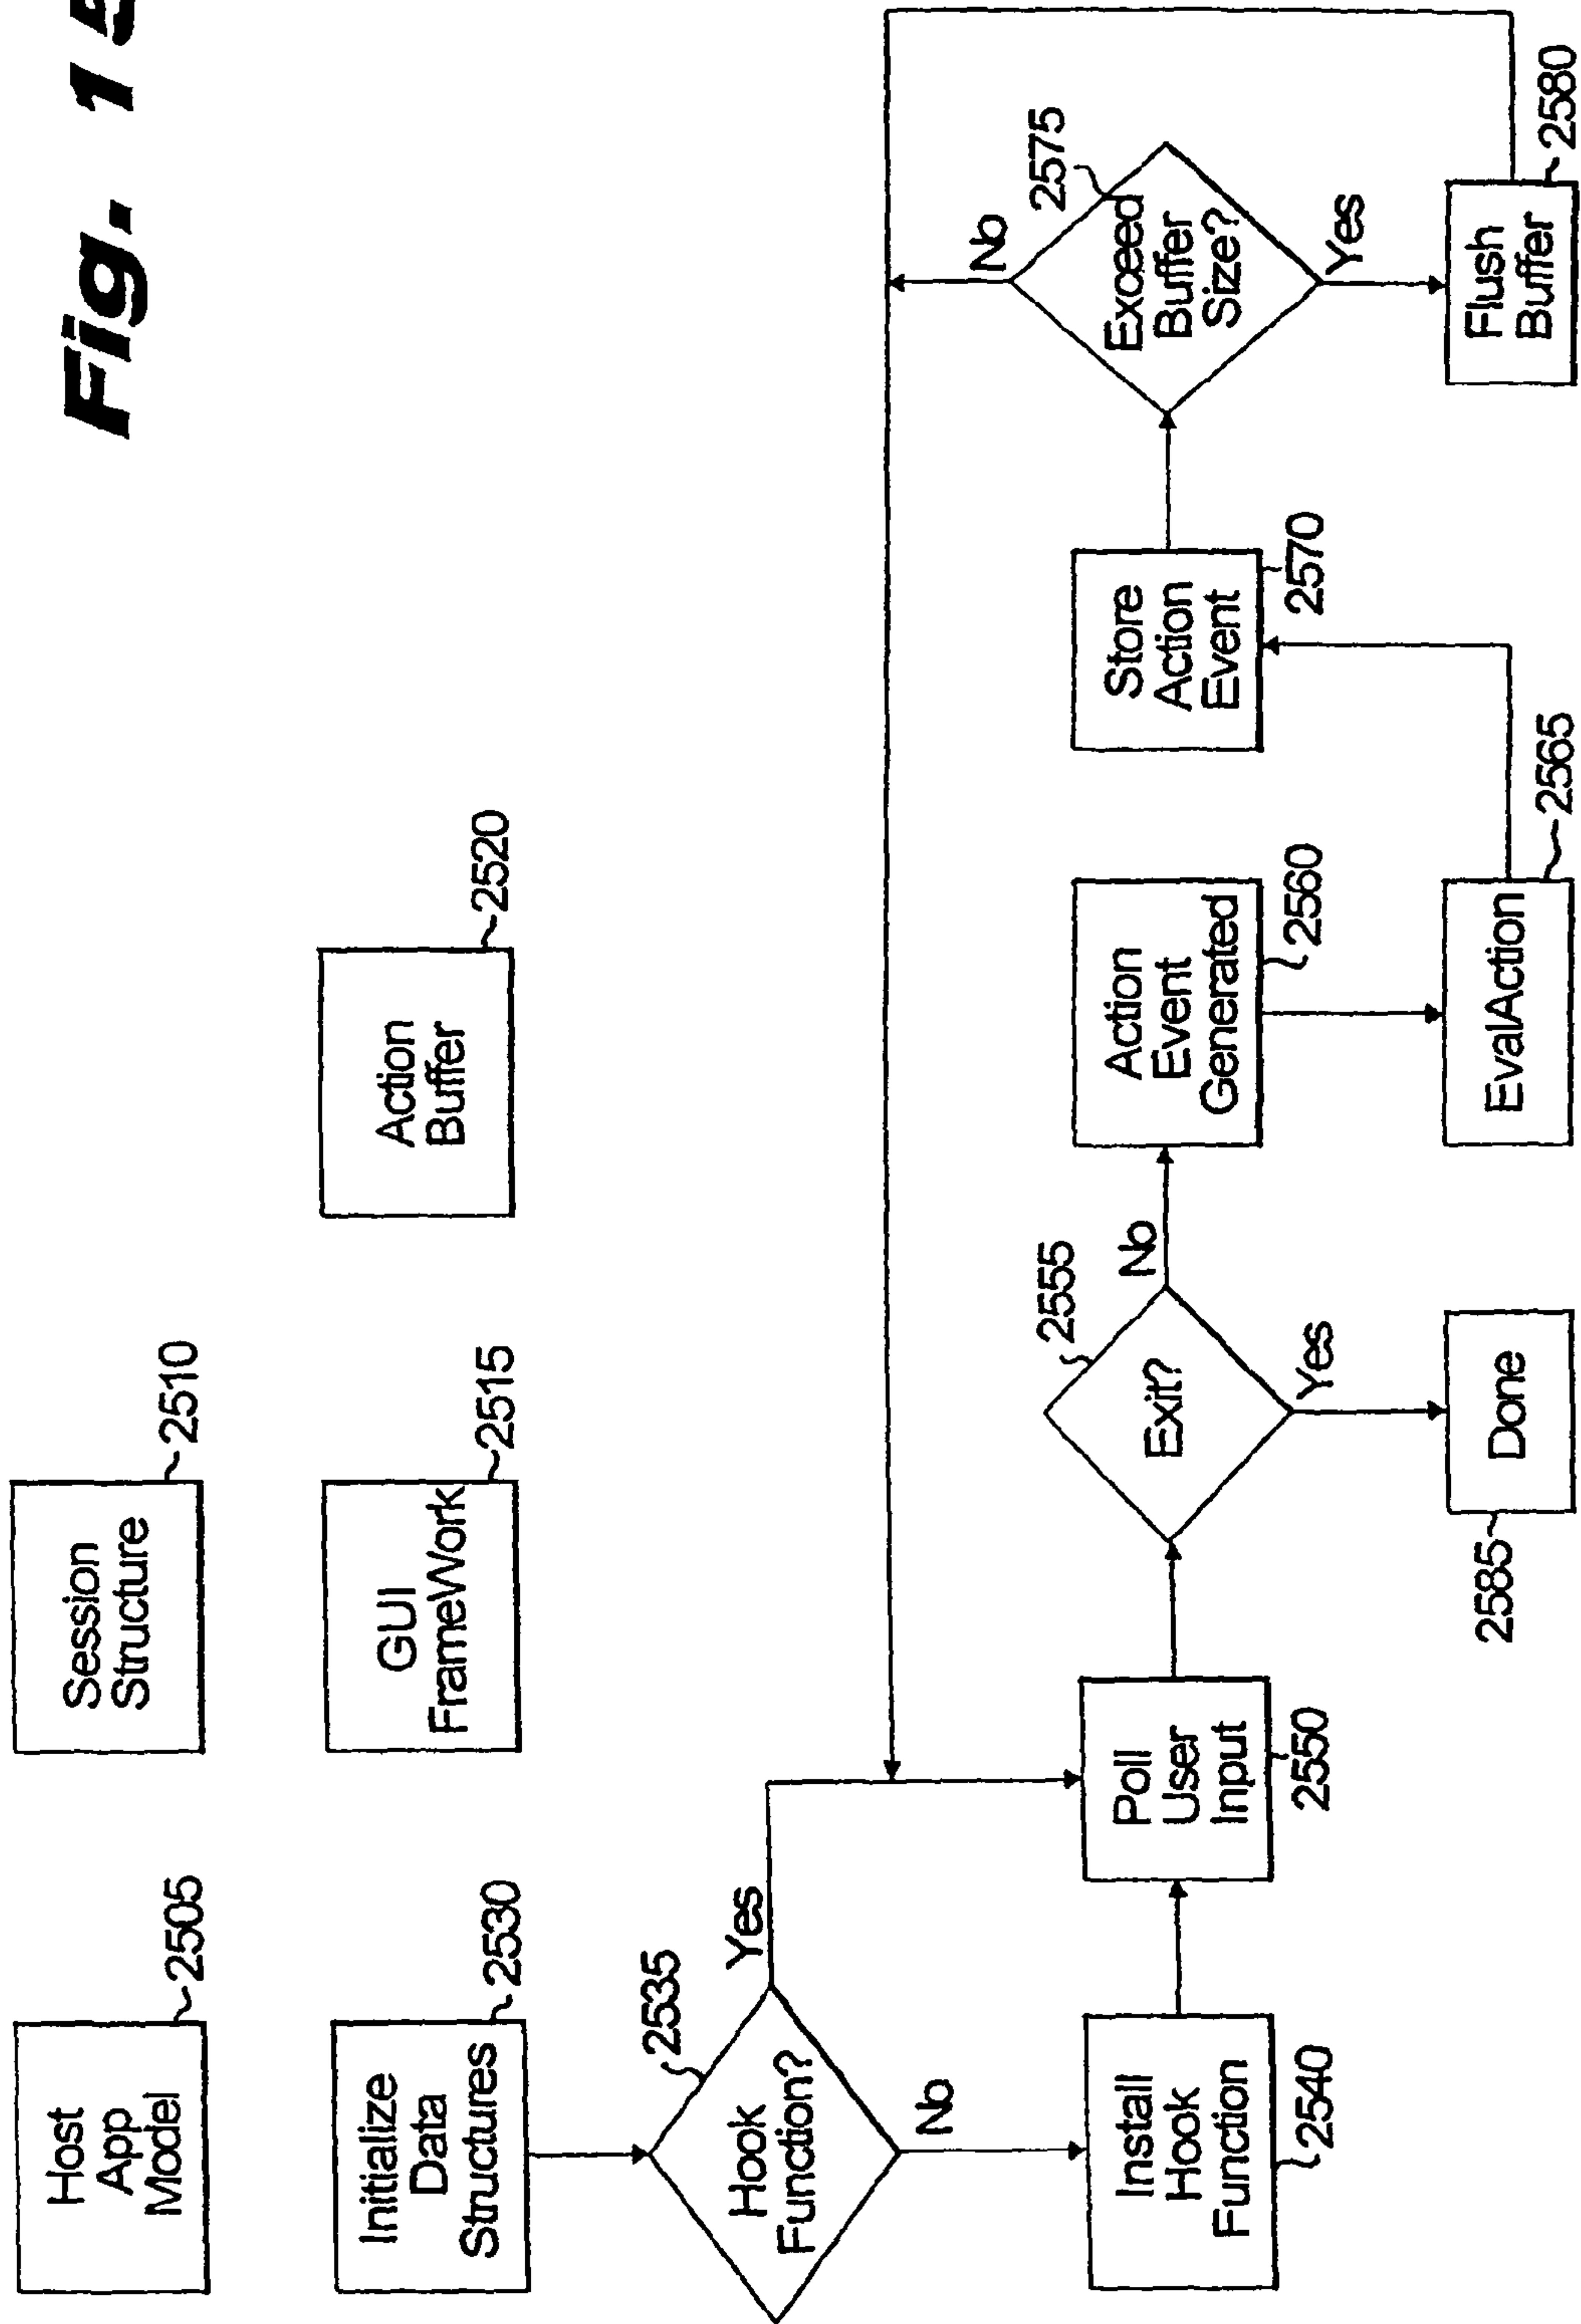 Fig. 1
Host
App
Model
2505
Session
Structure
2510
Initialize
Data
Structures
2530
GUI
FrameWork
2515
Action
Buffer
2520
Hook
Function?
2535
Yes
No
Install
Hook
Function
2540
Poll
User
Input
2550
Exit?
2555
No
Yes
Done
2585
Action
Event
Generated
2560
EvalAction
2565
Store
Action
Event
2570
Exceed
Buffer
Size?
2575
No
Yes
Flush
Buffer
2580